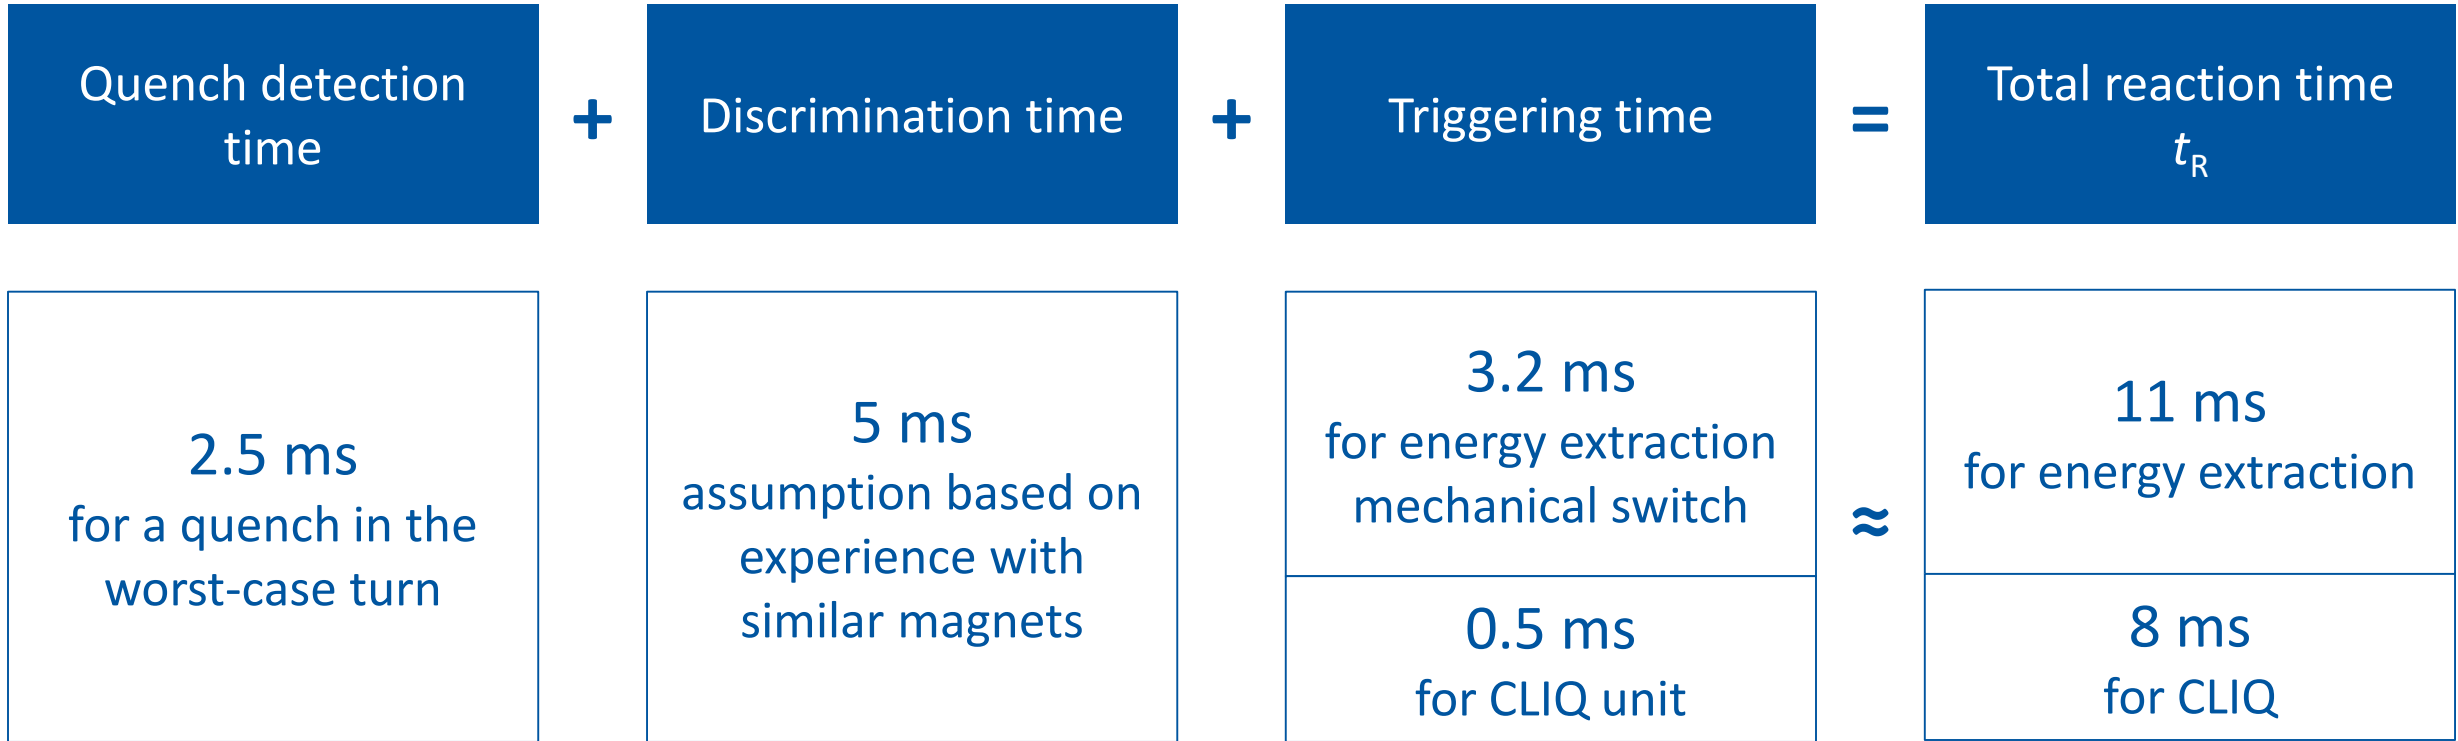 Quench detection
time
+
Discrimination time
+
Triggering time
=
Total reaction time
tR
2.5 ms
for a quench in the
worst-case turn
5 ms
assumption based on
experience with
similar magnets
3.2 ms
for energy extraction
mechanical switch
0.5 ms
for CLIQ unit
≈
11 ms
for energy extraction
8 ms
for CLIQ